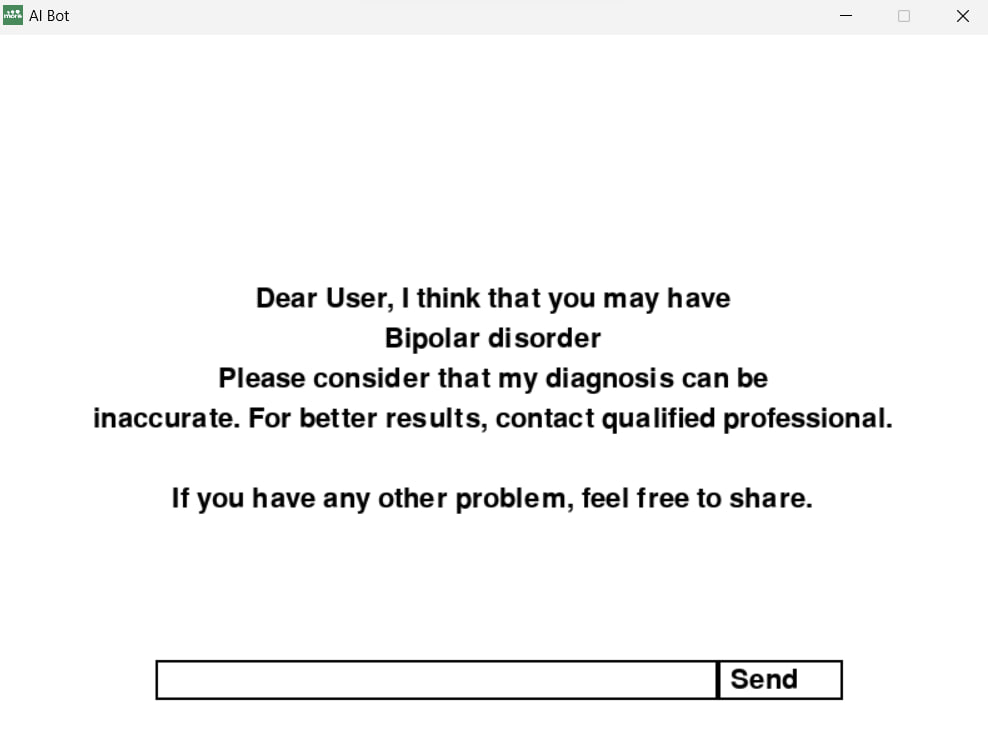 more
AI Bot
Dear User, I think that you may have
Bipolar disorder
Please consider that my diagnosis can be
inaccurate. For better results, contact qualified professional.
If you have any other problem, feel free to share.
Send